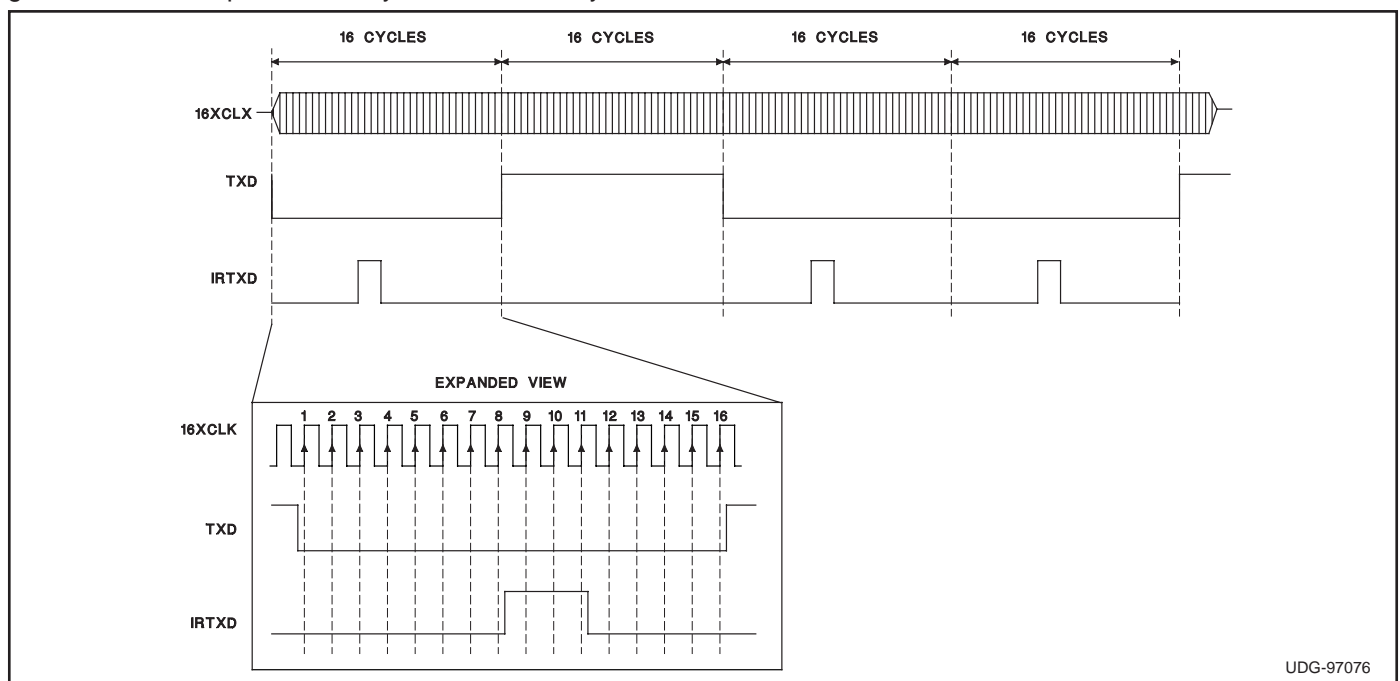 16 CYCLES 16 CYCLES 16 CYCLES 16 CYCLES
16XCLX
TXD
IRTXD
EXPANDED VIEW
1 2 3 4 5 6 7 8 9 10 11 12 13 14 15 16
16XCLK
TXD
IRTXD
UDG-97076